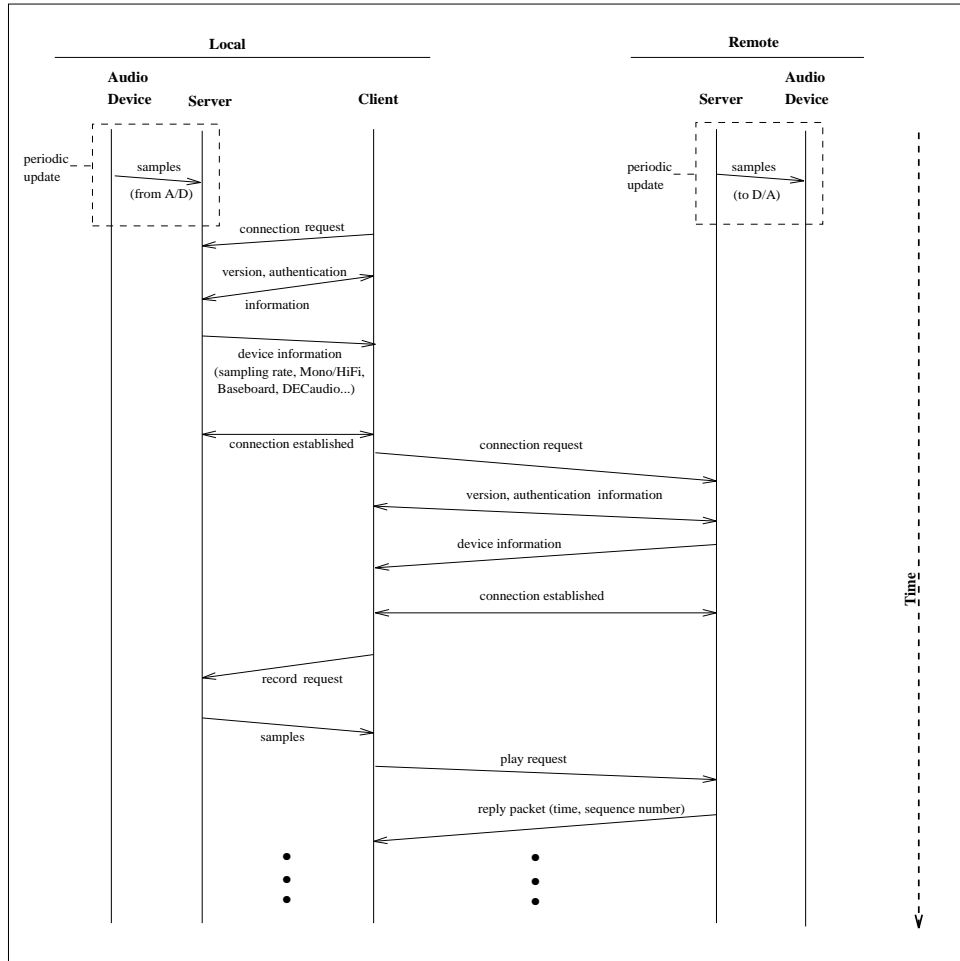 Local
Remote
Audio
Device
Server
Client
Server
Audio
Device
periodic
update
samples
(from A/D)
periodic
update
samples
(to D/A)
connection request
version, authentication
information
device information
(sampling rate, Mono/HiFi,
Baseboard, DECaudio...)
connection established
connection request
version, authentication information
device information
connection established
Time
record request
samples
play request
reply packet (time, sequence number)